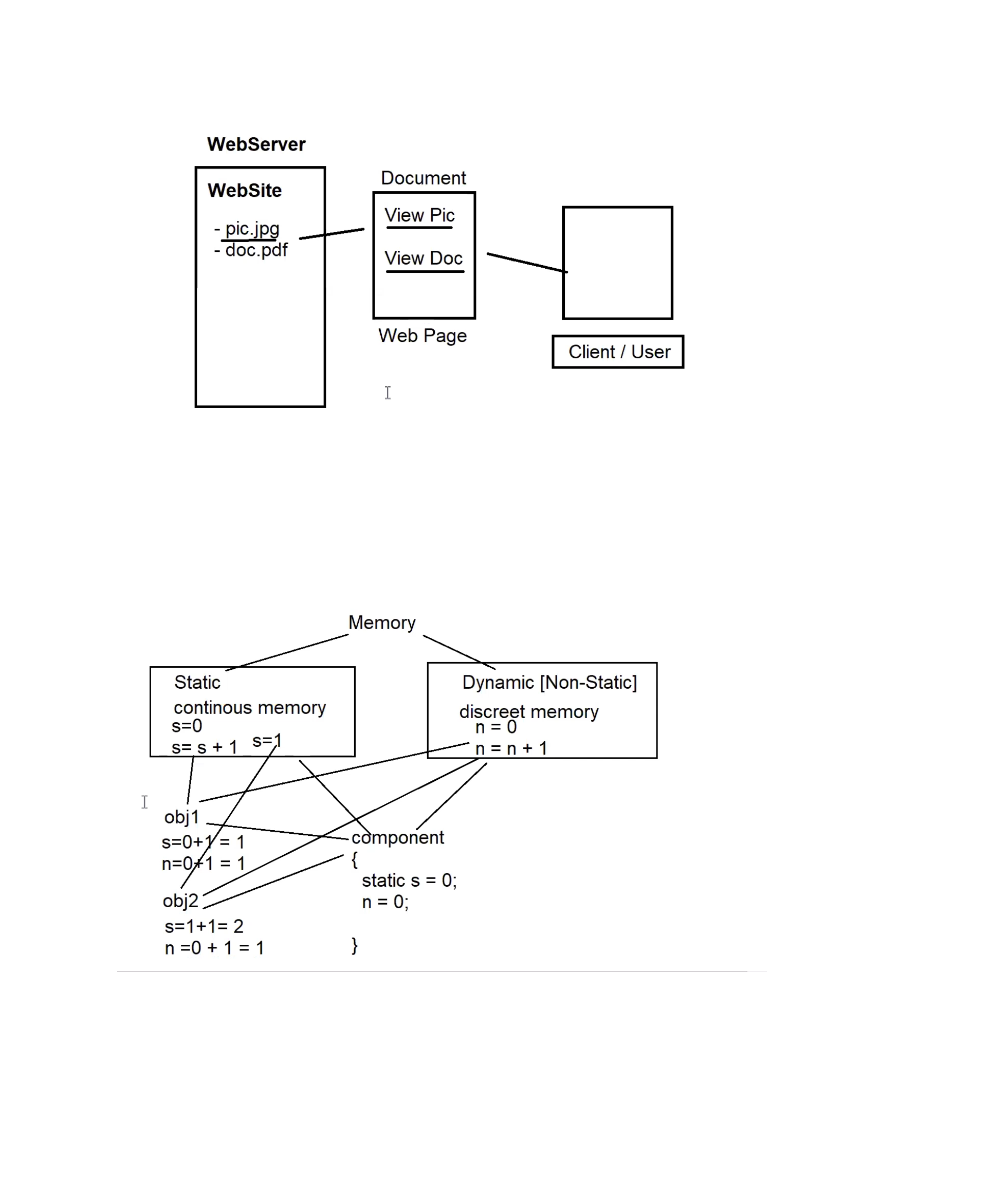 WebServer
WebSite
- pic.jpg
- doc.pdf
Document
View Pic
View Doc
Web Page
Client / User
Memory
Static
continous memory
s=0
s= s + 1 s=1
Dynamic [Non-Static]
discreet memory
n = 0
n = n + 1
obj1
s=0+1 = 1
n=0+1 = 1
obj2
s=1+1= 2
n =0 + 1 = 1
component
{
static s = 0;
n = 0;
}